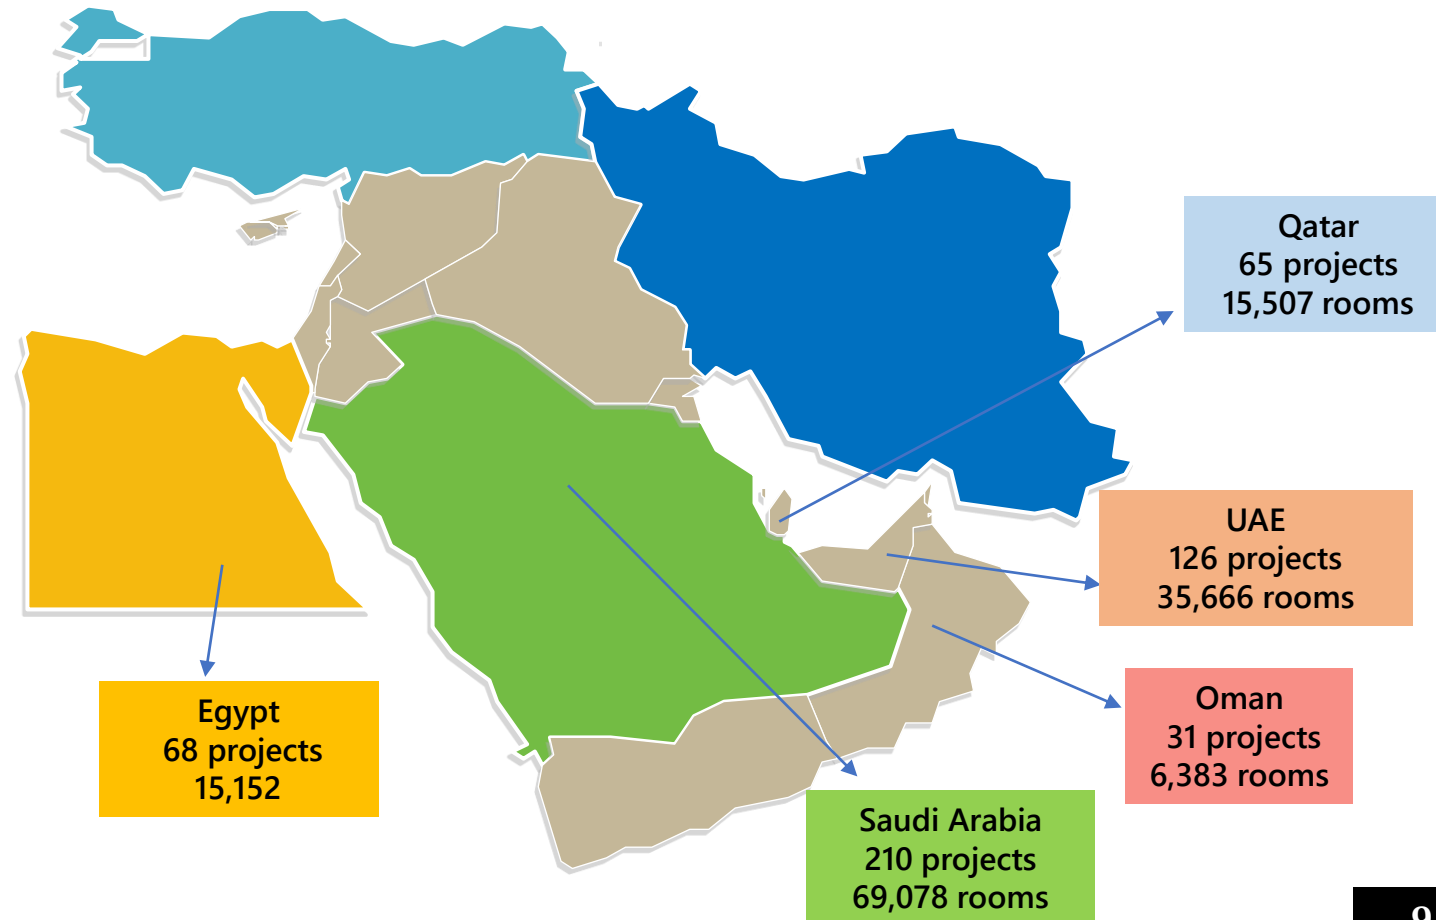 Qatar
65 projects
15,507 rooms
UAE
126 projects
35,666 rooms
Oman
31 projects
6,383 rooms
Egypt
68 projects
15,152
Saudi Arabia
210 projects
69,078 rooms
9